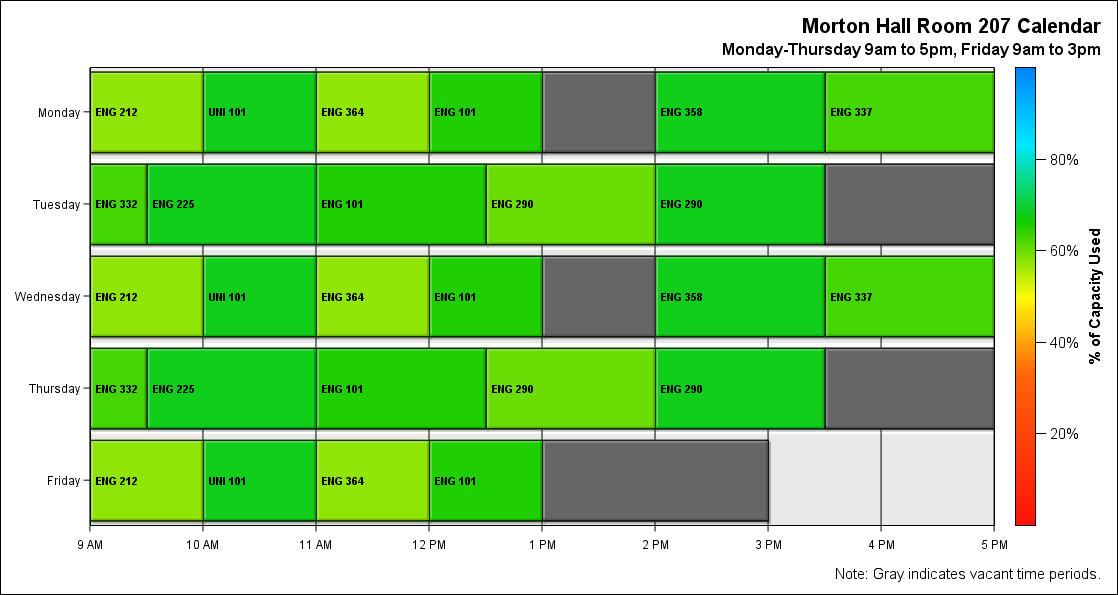 Morton Hall Room 207 Calendar
Monday-Thursday 9am to 5pm, Friday 9am to 3pm
Monday
ENG 212
UNI 101
ENG 364
ENG 101
ENG 358
ENG 337
Tuesday
ENG 332
ENG 225
ENG 101
ENG 290
ENG 290
Wednesday
ENG 212
UNI 101
ENG 364
ENG 101
ENG 358
ENG 337
Thursday
ENG 332
ENG 225
ENG 101
ENG 290
ENG 290
Friday
ENG 212
UNI 101
ENG 364
ENG 101
9 AM
10 AM
11 AM
12 PM
1 PM
2 PM
3 PM
4 PM
5 PM
80%
60%
40%
20%
% of Capacity Used
Note: Gray indicates vacant time periods.